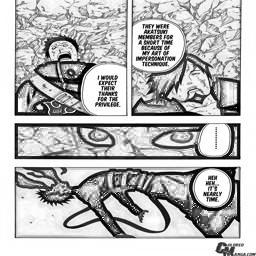 THEY WERE
AKATSUKI
MEMBERS FOR
A SHORT TIME
BECAUSE OF
MY ART OF
IMPERSONATION
TECHNIQUE.
I WOULD
EXPECT
THEIR
THANKS
FOR THE
PRIVILEGE.
..........
HEH
HEH...
IT'S
NEARLY
TIME.
COLORED
MANGA.COM